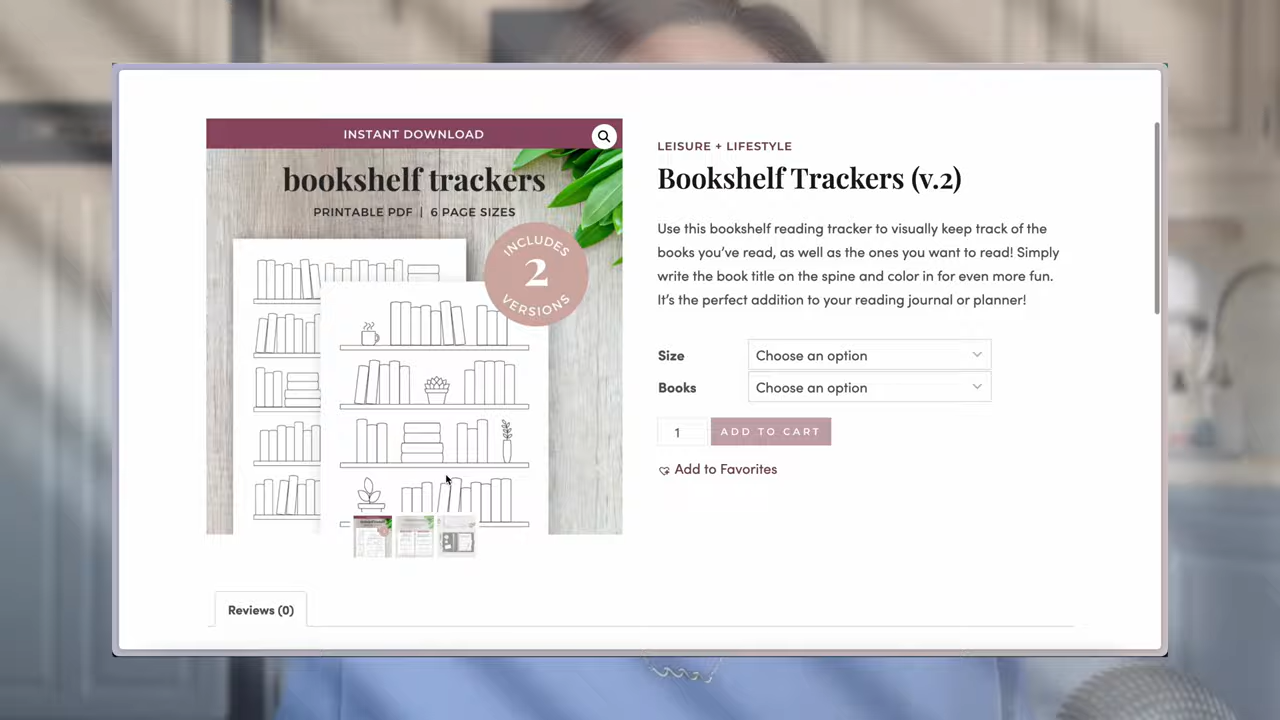 INSTANT DOWNLOAD
bookshelf trackers
PRINTABLE PDF | 6 PAGE SIZES
INCLUDES
2
VERSIONS
LEISURE + LIFESTYLE
Bookshelf Trackers (v.2)
Use this bookshelf reading tracker to visually keep track of the
books you've read, as well as the ones you want to read! Simply
write the book title on the spine and color in for even more fun.
It's the perfect addition to your reading journal or planner!
Size Choose an option
Books Choose an option
1 ADD TO CART
Add to Favorites
Reviews (0)